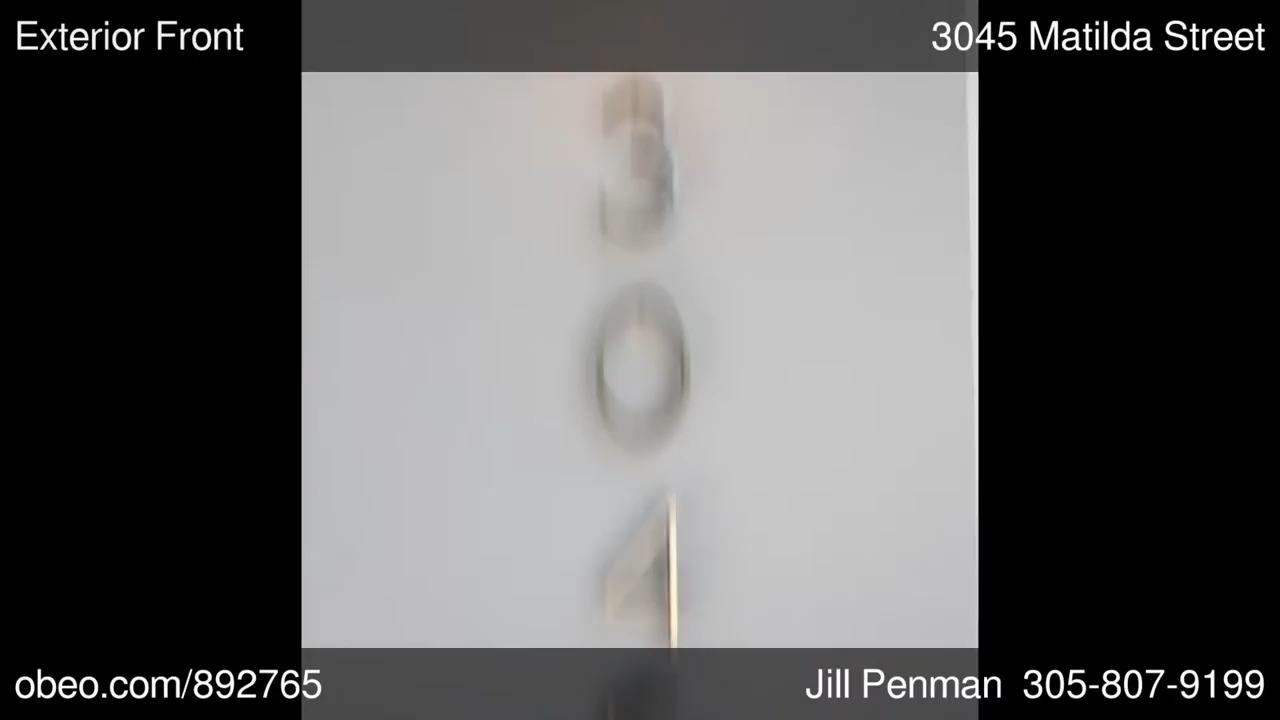 Exterior Front
3045 Matilda Street
3
0
4
obeo.com/892765
Jill Penman 305-807-9199